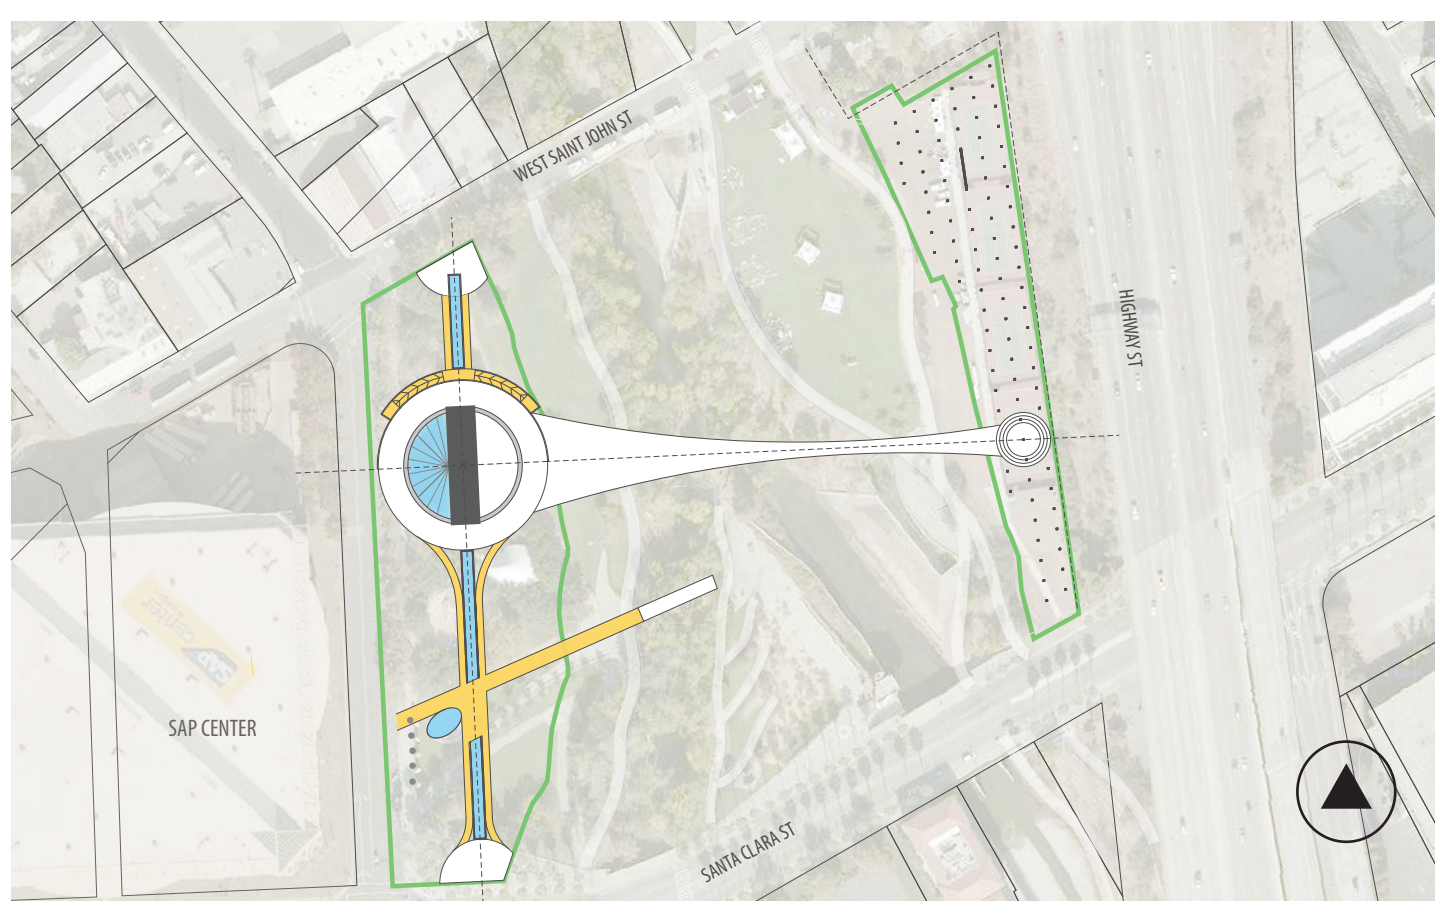 WEST SAINT JOHN ST
HIGHWAY ST
SAP CENTER
SANTA CLARA ST